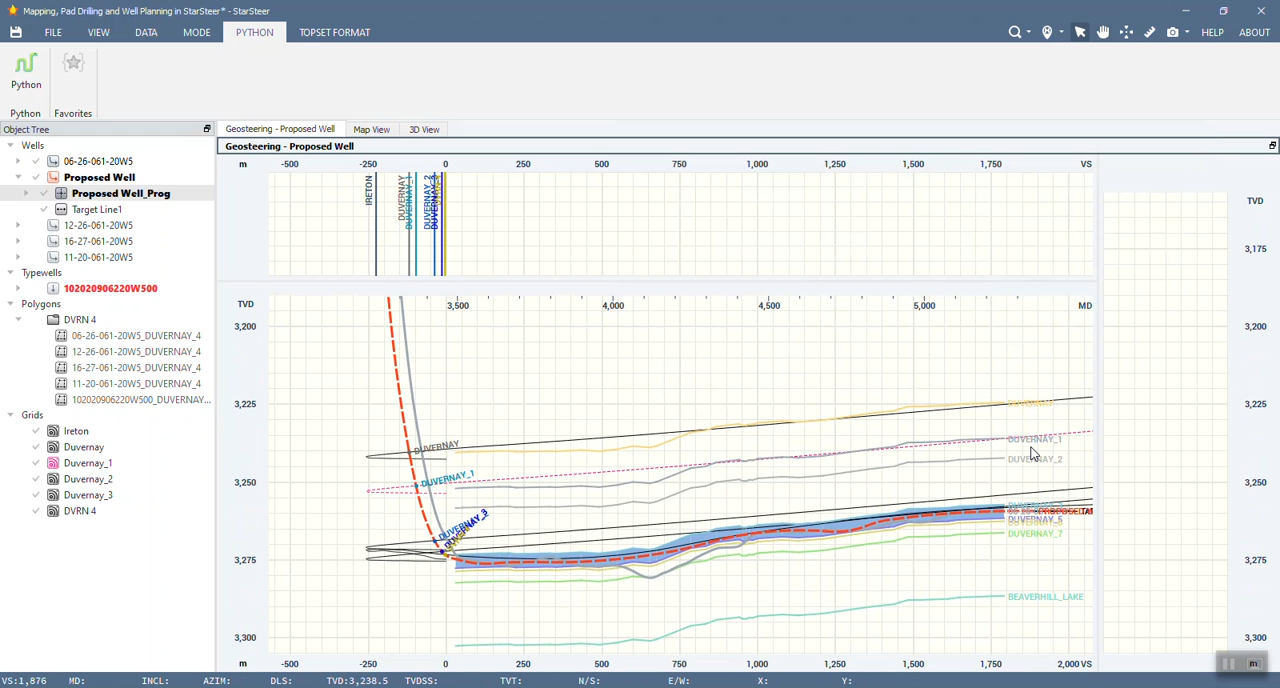 Mapping, Pad Drilling and Well Planning in StarSteer* - StarSteer
FILE VIEW DATA MODE PYTHON TOPSET FORMAT HELP ABOUT
Python
Python Favorites
Object Tree
Wells
06-26-061-20W5
Proposed Well
Proposed Well_Prog
Target Line1
12-26-061-20W5
16-27-061-20W5
11-20-061-20W5
Typewells
102020906220W500
Polygons
DVRN 4
06-26-061-20W5_DUVERNAY_4
12-26-061-20W5_DUVERNAY_4
16-27-061-20W5_DUVERNAY_4
11-20-061-20W5_DUVERNAY_4
102020906220W500_DUVERNAY...
Grids
Ireton
Duvernay
Duvernay_1
Duvernay_2
Duvernay_3
DVRN 4
Geosteering - Proposed Well Map View 3D View
Geosteering - Proposed Well
m -500 -250 0 250 500 750 1,000 1,250 1,500 1,750 VS
IRETON
DUVERNAY
DUVERNAY_1
DUVERNAY_2
DUVERNAY_3
TVD 3,500 4,000 4,500 5,000 MD
3,200
3,225
3,250
3,275
3,300
DUVERNAY
DUVERNAY_1
DUVERNAY_3
DUVERNAY
DUVERNAY_1
DUVERNAY_2
DUVERNAY_5
DUVERNAY_7
BEAVERHILL_LAKE
m -500 -250 0 250 500 750 1,000 1,250 1,500 1,750 2,000 VS
TVD
3,175
3,200
3,225
3,250
3,275
3,300
m
VS:1,876 MD: INCL: AZIM: DLS: TVD:3,238.5 TVDSS: TVT: N/S: E/W: X: Y: